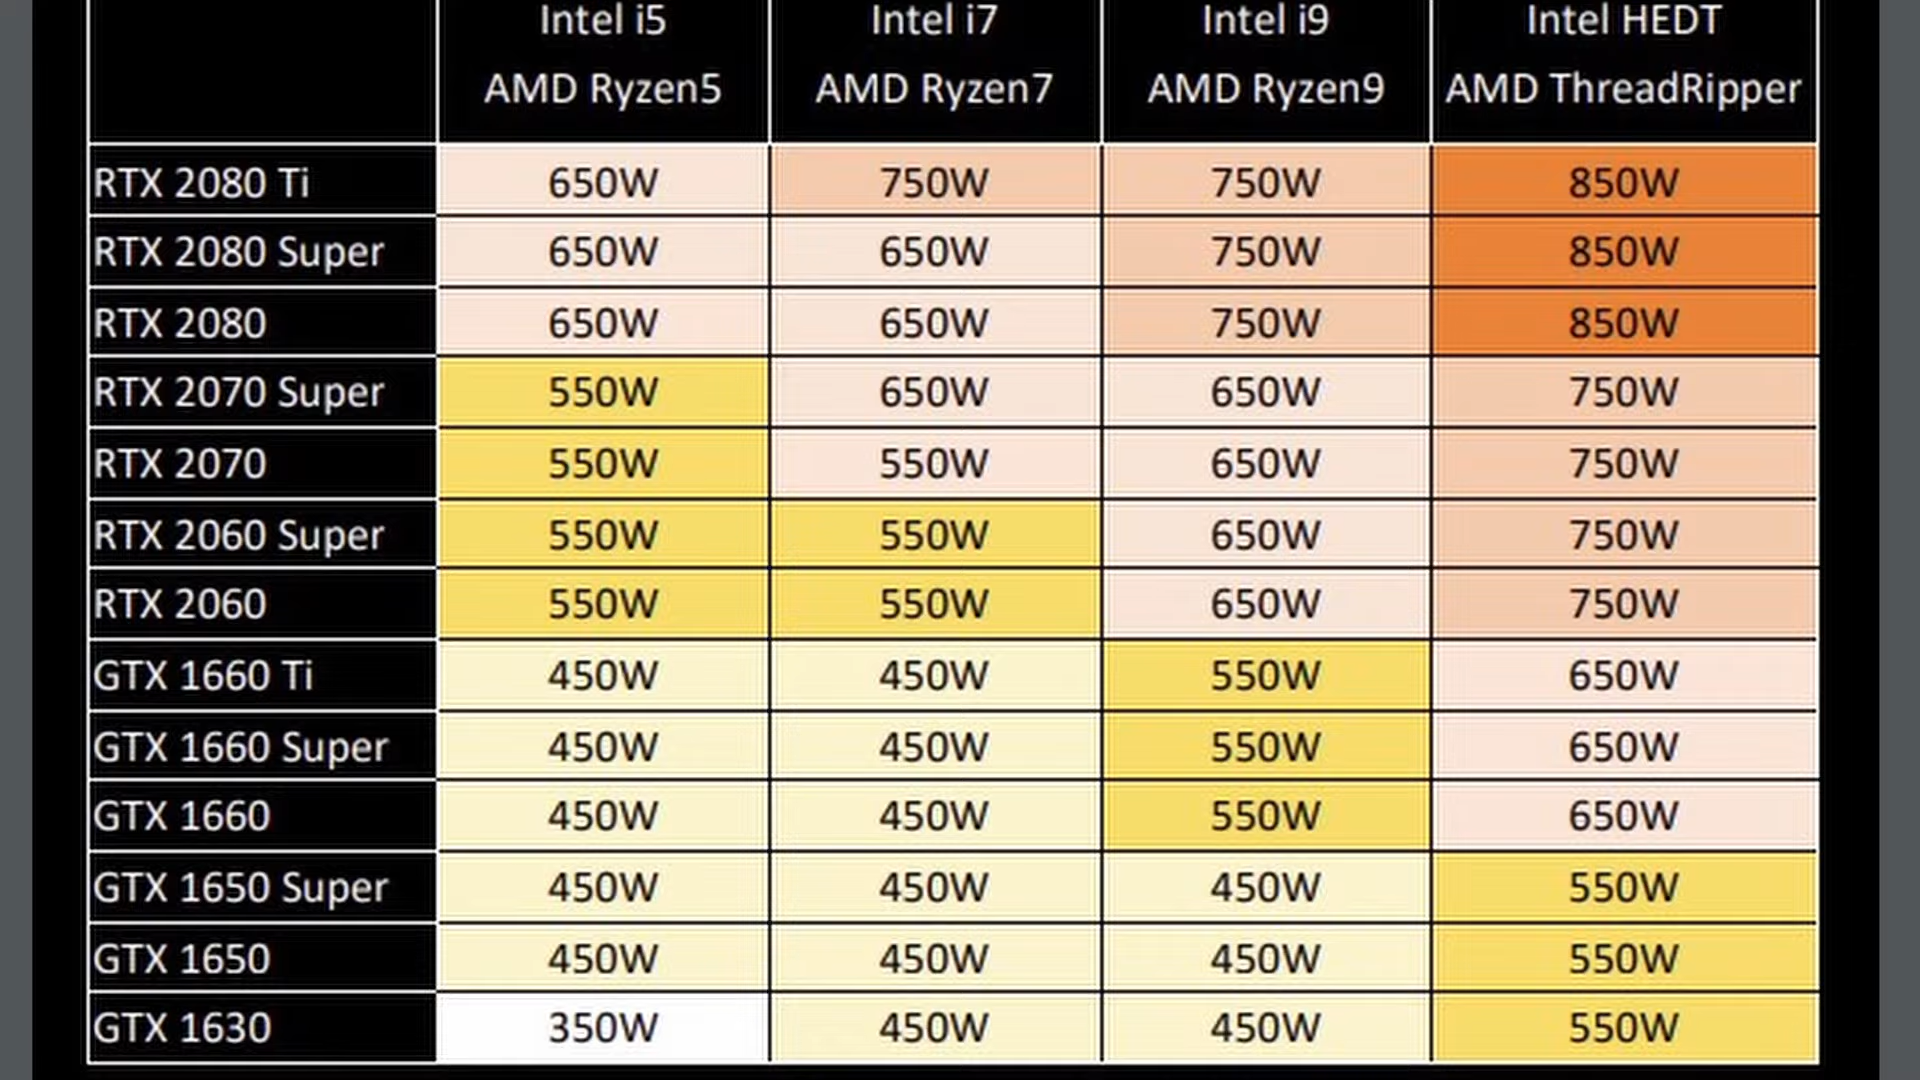 Intel i5 Intel i7 Intel i9 Intel HEDT
AMD Ryzen5 AMD Ryzen7 AMD Ryzen9 AMD ThreadRipper
RTX 2080 Ti 650W 750W 750W 850W
RTX 2080 Super 650W 650W 750W 850W
RTX 2080 650W 650W 750W 850W
RTX 2070 Super 550W 650W 650W 750W
RTX 2070 550W 550W 650W 750W
RTX 2060 Super 550W 550W 650W 750W
RTX 2060 550W 550W 650W 750W
GTX 1660 Ti 450W 450W 550W 650W
GTX 1660 Super 450W 450W 550W 650W
GTX 1660 450W 450W 550W 650W
GTX 1650 Super 450W 450W 450W 550W
GTX 1650 450W 450W 450W 550W
GTX 1630 350W 450W 450W 550W